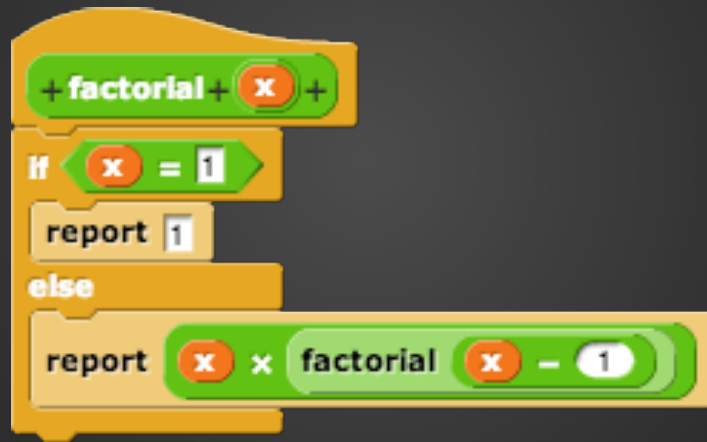 + factorial + x +
if x = 1
report 1
else
report x × factorial x - 1